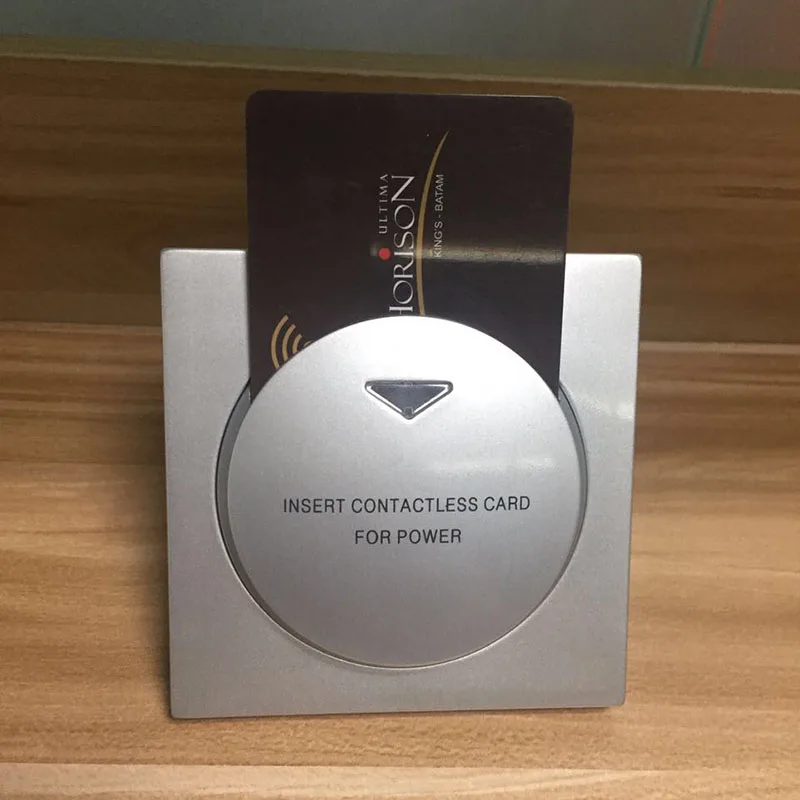 ULTIMA
HORISON
KING'S - BATAM
INSERT CONTACTLESS CARD
FOR POWER